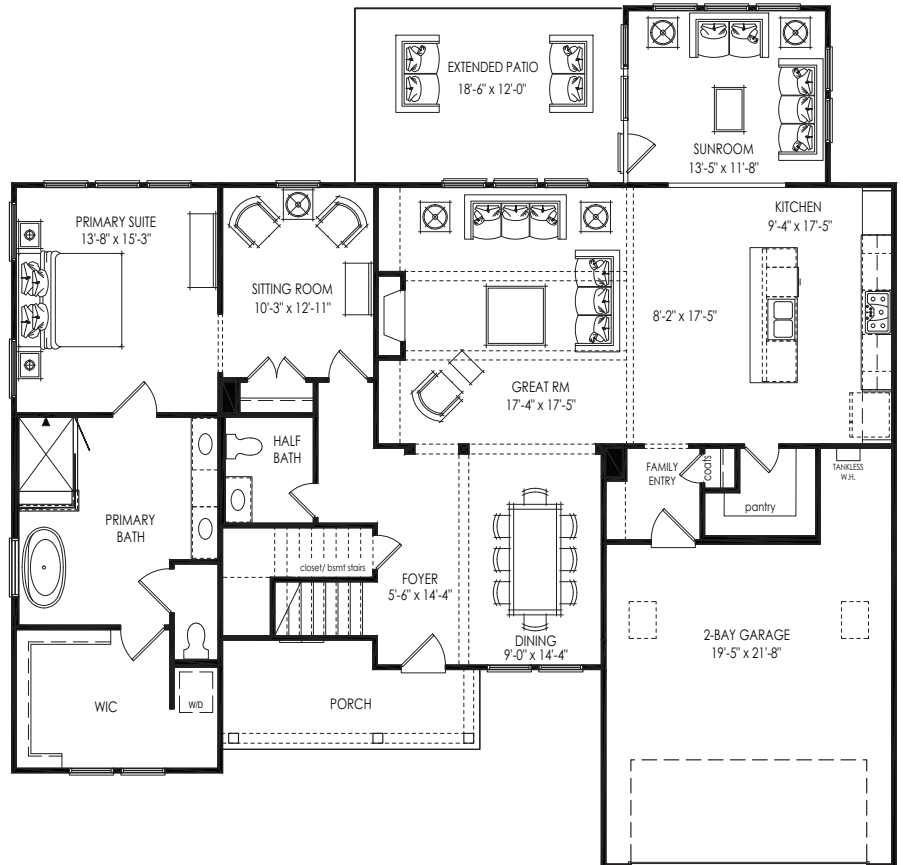 EXTENDED PATIO
18'-6" x 12'-0"
SUNROOM
13'-5" x 11'-8"
PRIMARY SUITE
13'-8" x 15'-3"
SITTING ROOM
10'-3" x 12'-11"
KITCHEN
9'-4" x 17'-5"
8'-2" x 17'-5"
GREAT RM
17'-4" x 17'-5"
HALF
BATH
FAMILY
ENTRY
coats
pantry
TANKLESS
W.H.
PRIMARY
BATH
closet/ bsmt stairs
FOYER
5'-6" x 14'-4"
DINING
9'-0" x 14'-4"
2-BAY GARAGE
19'-5" x 21'-8"
WIC
W/D
PORCH